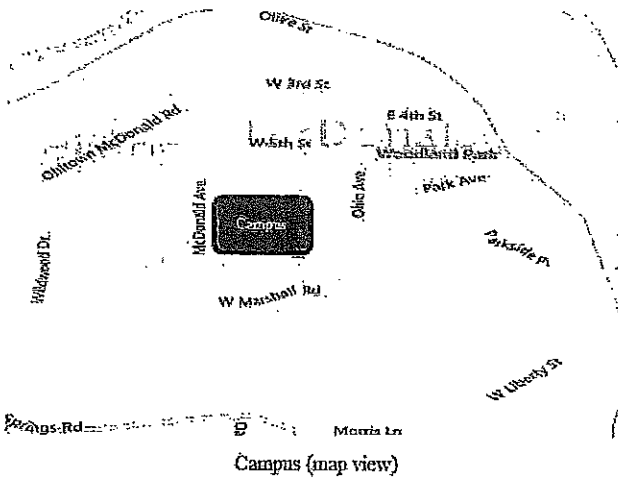 Olive St
W 3rd St
E 4th St
Ohltown McDonald Rd
W 5th St
Woodland Park
Park Ave
McDonald Ave
Ohio Ave
Campus
Parkside Pl
Wildwood Dr.
W Marshall Rd
W Liberty St
Springs Rd
Morris Ln
Campus (map view)